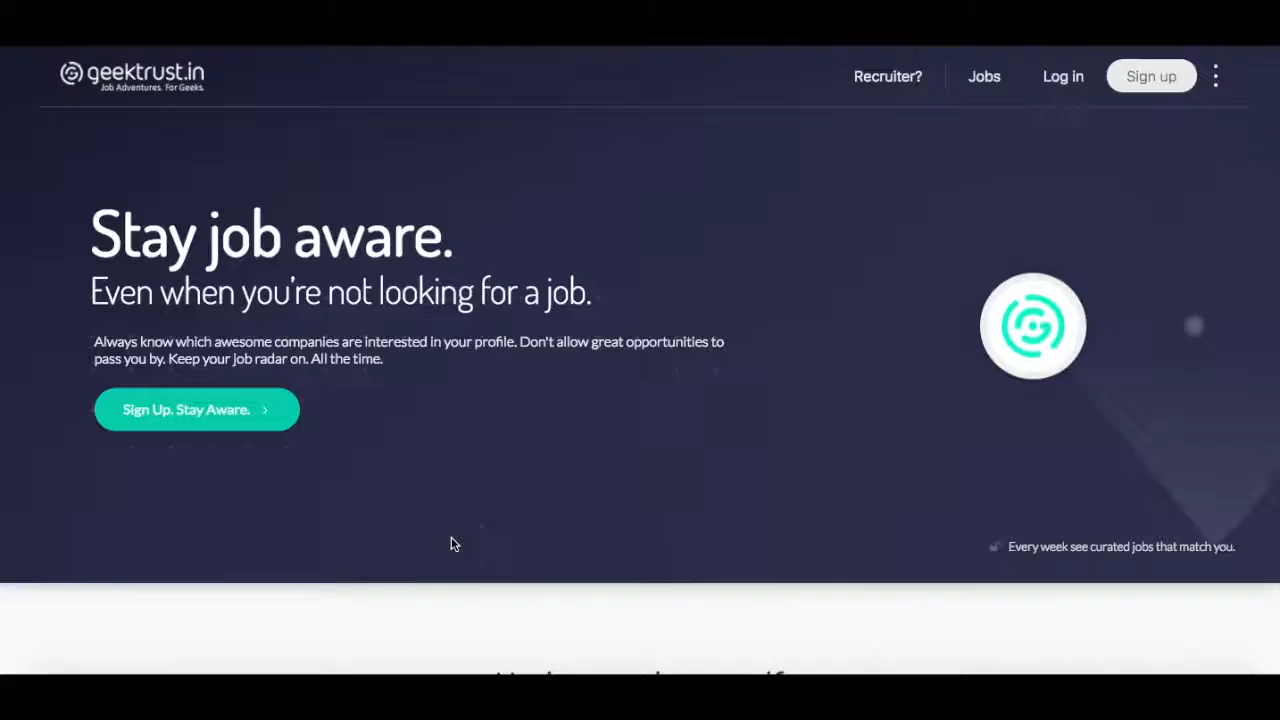 geektrust.in
Job Adventures. For Geeks.
Recruiter?
Jobs
Log in
Sign up
Stay job aware.
Even when you're not looking for a job.
Always know which awesome companies are interested in your profile. Don't allow great opportunities to
pass you by. Keep your job radar on. All the time.
Sign Up. Stay Aware.
Every week see curated jobs that match you.